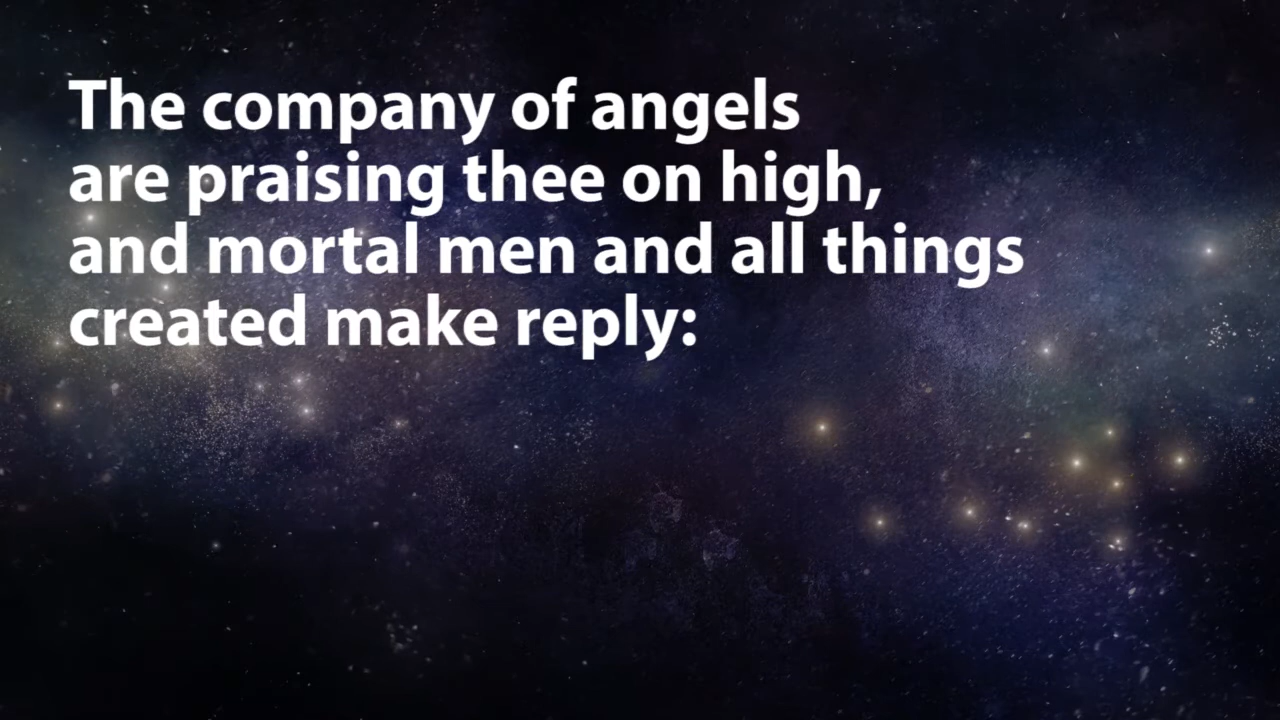 The company of angels
are praising thee on high,
and mortal men and all things
created make reply: